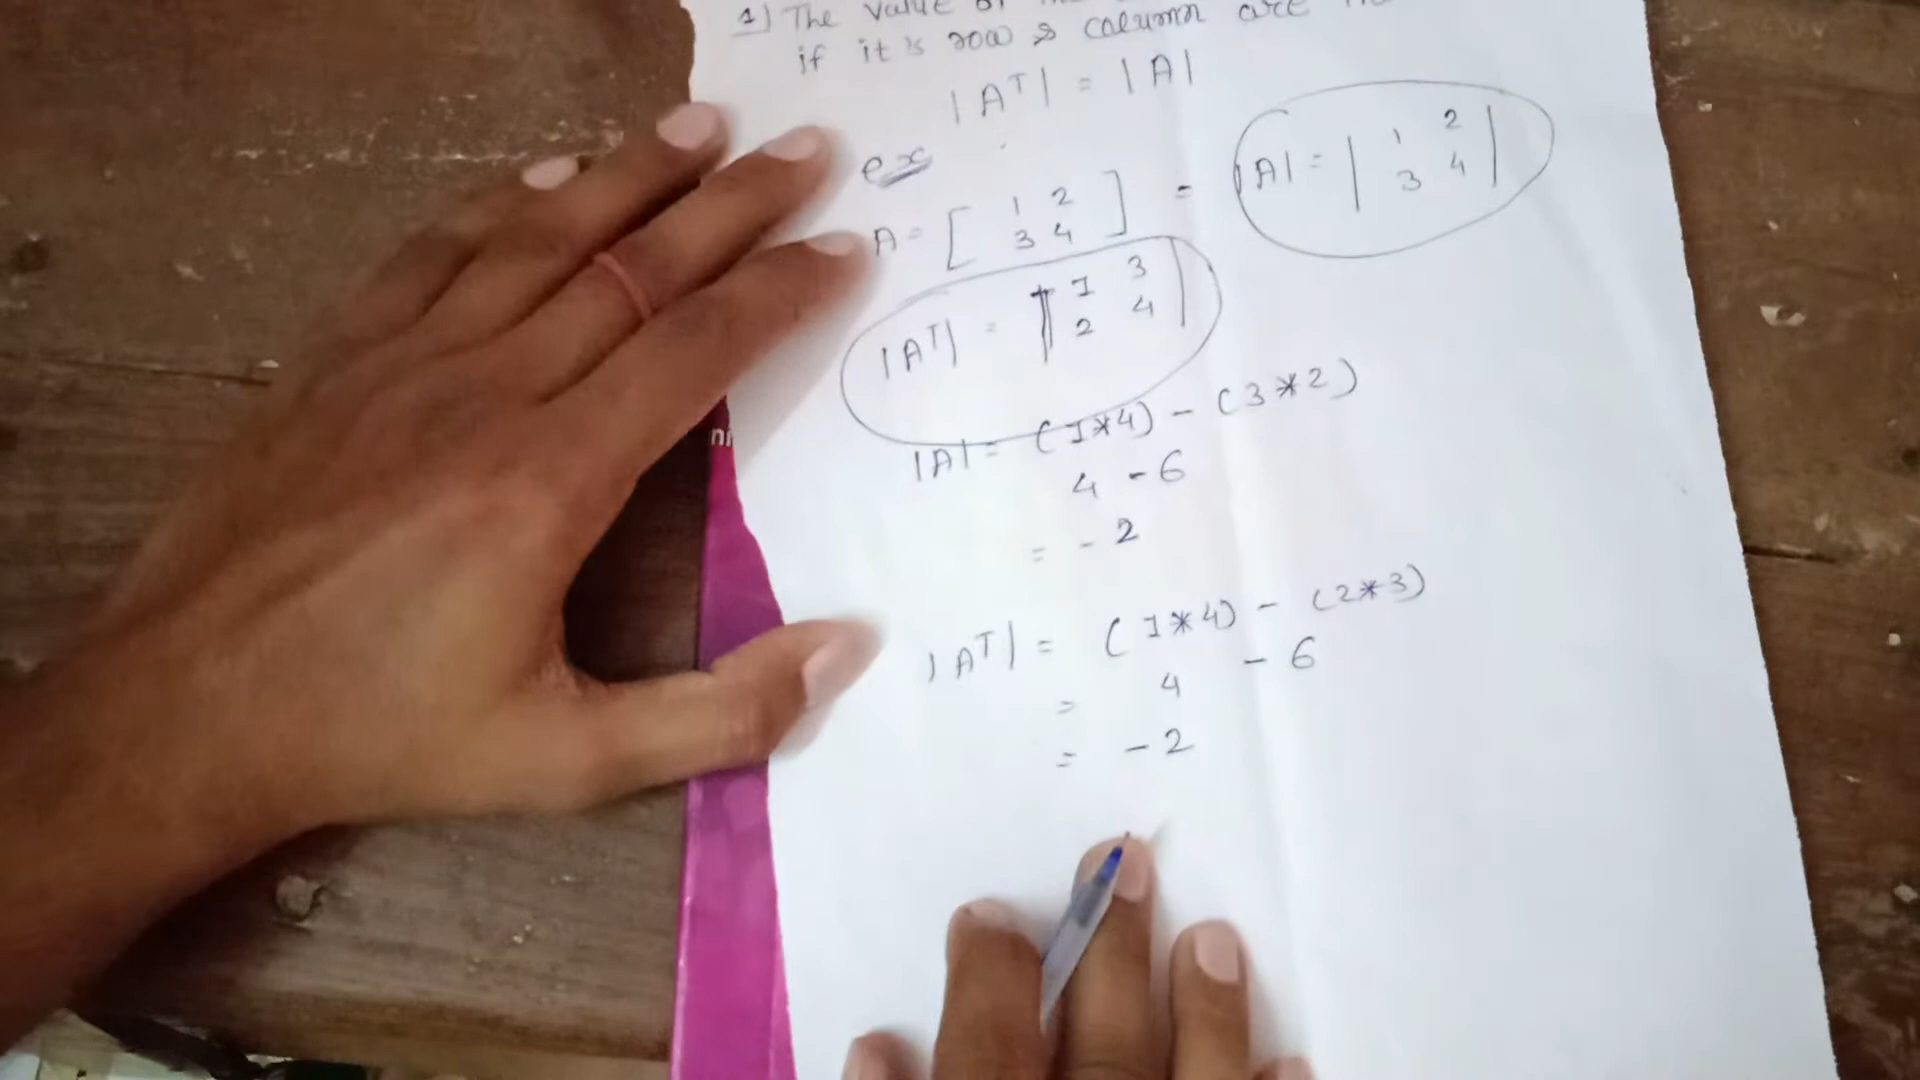 1) The value of
if it's row & column are
|Aᵀ| = |A|
ex
A = [ 1 2 = |A| = | 1 2 |
3 4 ] 3 4
|Aᵀ| = | 1 3 |
2 4
|A| = (1*4) - (3*2)
4 - 6
= - 2
|Aᵀ| = (1*4) - (2*3)
= 4 - 6
= - 2